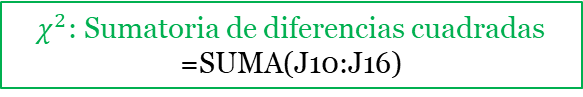 𝜒²: Sumatoria de diferencias cuadradas
=SUMA(J10:J16)